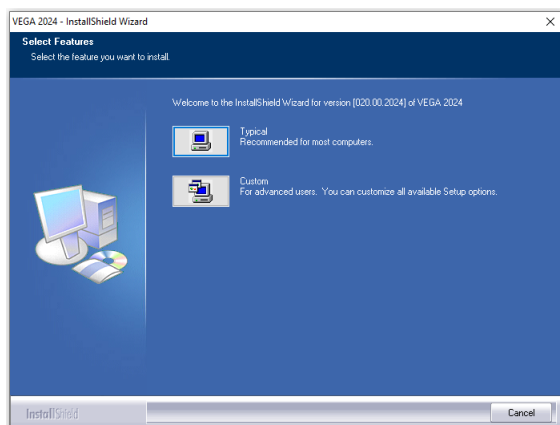 VEGA 2024 - InstallShield Wizard
Select Features
Select the feature you want to install.
Welcome to the InstallShield Wizard for version [020.00.2024] of VEGA 2024
Typical
Recommended for most computers.
Custom
For advanced users. You can customize all available Setup options.
InstallShield
Cancel